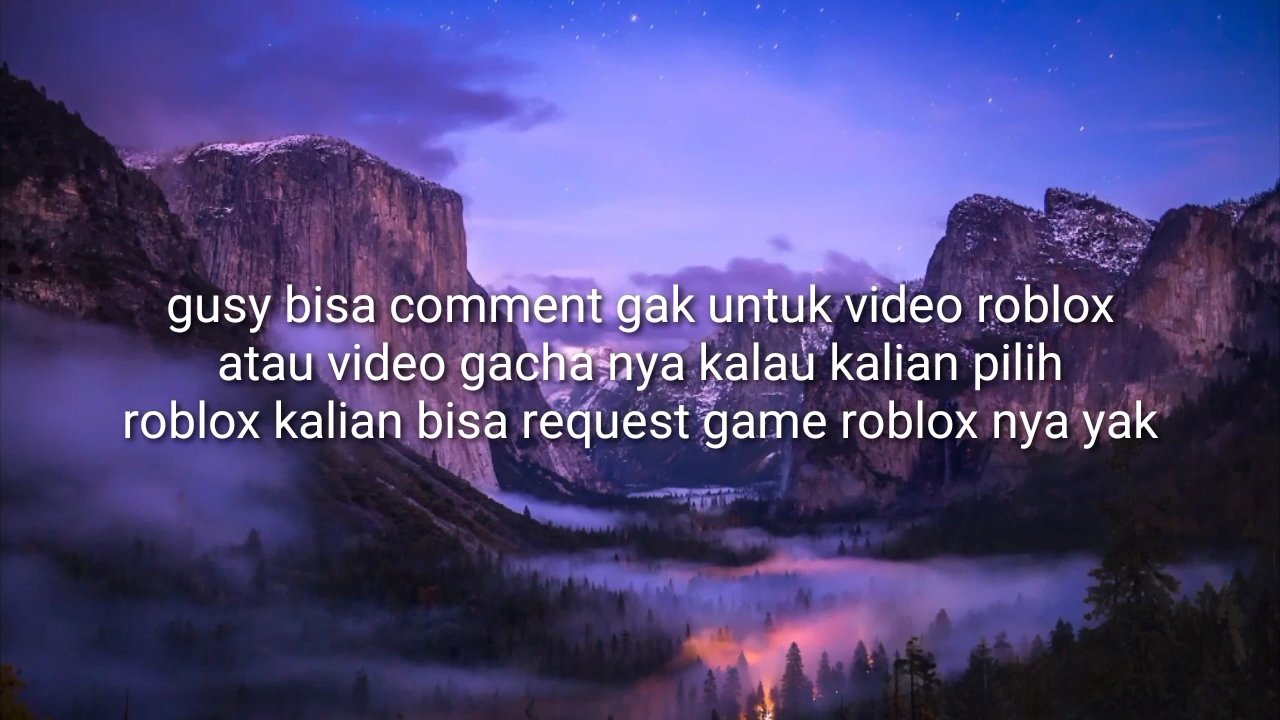 gusy bisa comment gak untuk video roblox
atau video gacha nya kalau kalian pilih
roblox kalian bisa request game roblox nya yak